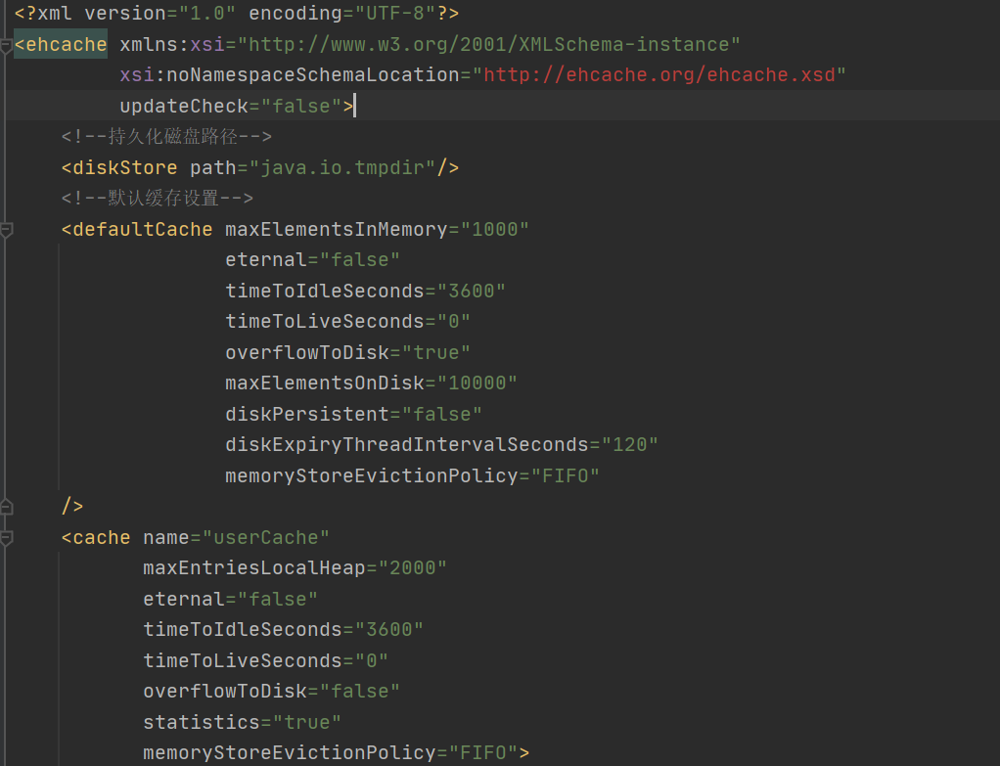 <?xml version="1.0" encoding="UTF-8"?>
<ehcache xmlns:xsi="http://www.w3.org/2001/XMLSchema-instance"
xsi:noNamespaceSchemaLocation="http://ehcache.org/ehcache.xsd"
updateCheck="false">
<!--持久化磁盘路径-->
<diskStore path="java.io.tmpdir"/>
<!--默认缓存设置-->
<defaultCache maxElementsInMemory="1000"
eternal="false"
timeToIdleSeconds="3600"
timeToLiveSeconds="0"
overflowToDisk="true"
maxElementsOnDisk="10000"
diskPersistent="false"
diskExpiryThreadIntervalSeconds="120"
memoryStoreEvictionPolicy="FIFO"
/>
<cache name="userCache"
maxEntriesLocalHeap="2000"
eternal="false"
timeToIdleSeconds="3600"
timeToLiveSeconds="0"
overflowToDisk="false"
statistics="true"
memoryStoreEvictionPolicy="FIFO">